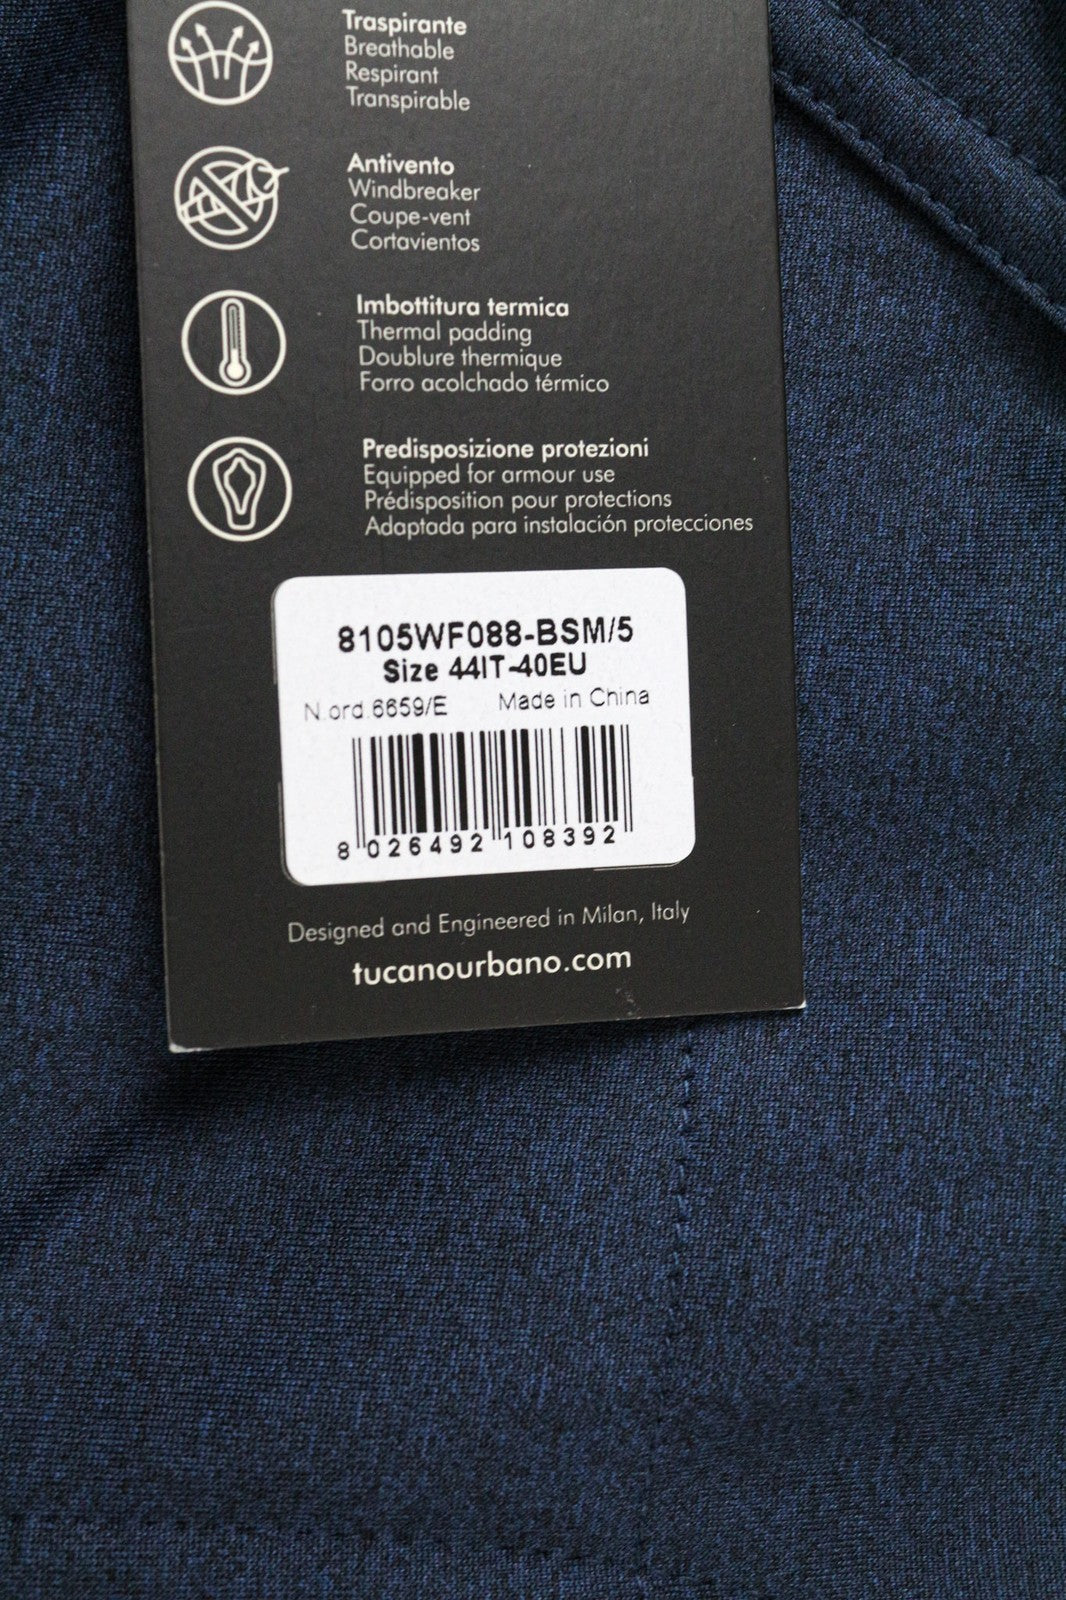 Traspirante
Breathable
Respirant
Transpirable
Antivento
Windbreaker
Coupe-vent
Cortavientos
Imbottitura termica
Thermal padding
Doublure thermique
Forro acolchado térmico
Predisposizione protezioni
Equipped for armour use
Prédisposition pour protections
Adaptada para instalación protecciones
8105WF088-BSM/5
Size 44IT-40EU
N.ord.6659/E Made in China
8 026492 108392
Designed and Engineered in Milan, Italy
tucanourbano.com